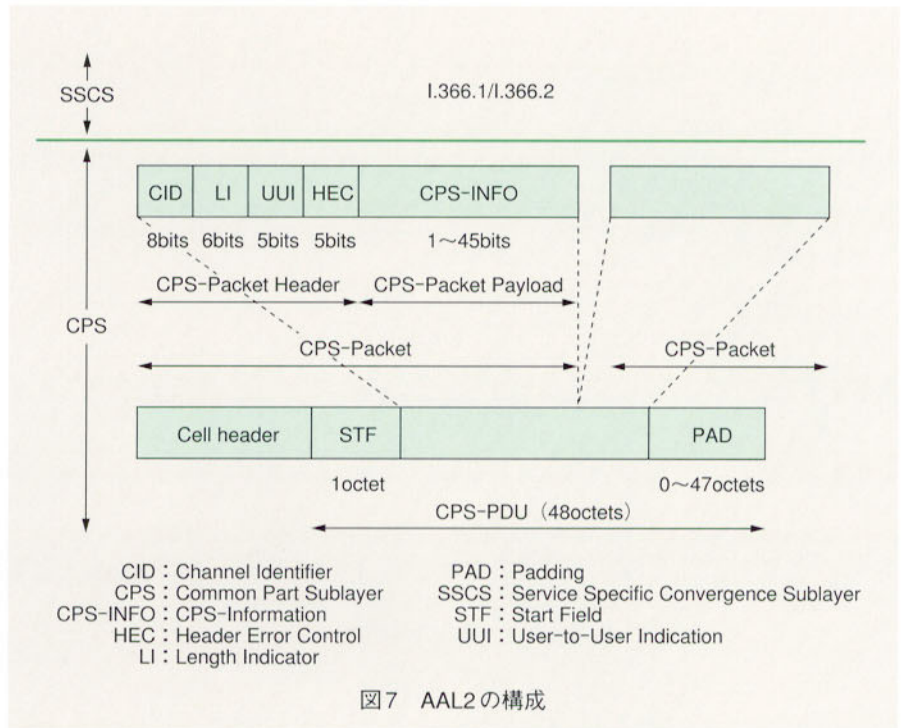 SSCS
I.366.1/I.366.2
CID LI UUI HEC CPS-INFO
8bits 6bits 5bits 5bits 1～45bits
CPS-Packet Header CPS-Packet Payload
CPS
CPS-Packet CPS-Packet
Cell header STF PAD
1octet 0～47octets
CPS-PDU（48octets）
CID：Channel Identifier
CPS：Common Part Sublayer
CPS-INFO：CPS-Information
HEC：Header Error Control
LI：Length Indicator
PAD：Padding
SSCS：Service Specific Convergence Sublayer
STF：Start Field
UUI：User-to-User Indication
図7 AAL2の構成